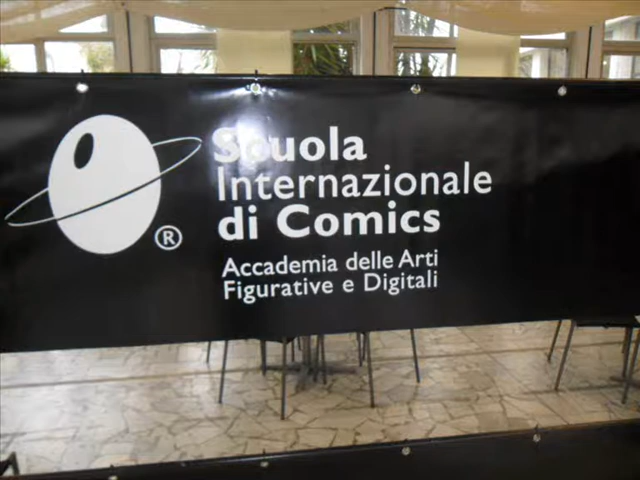 ®
Scuola
Internazionale
di Comics
Accademia delle Arti
Figurative e Digitali